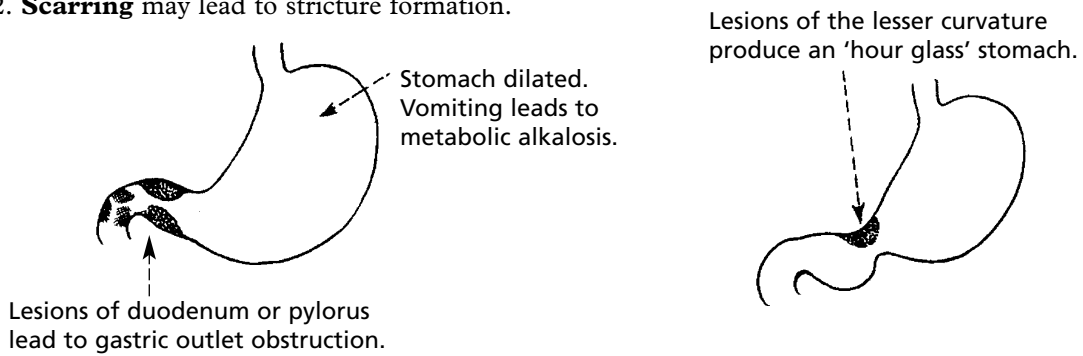 2. Scarring may lead to stricture formation.
Stomach dilated.
Vomiting leads to
metabolic alkalosis.
Lesions of duodenum or pylorus
lead to gastric outlet obstruction.
Lesions of the lesser curvature
produce an ‘hour glass’ stomach.